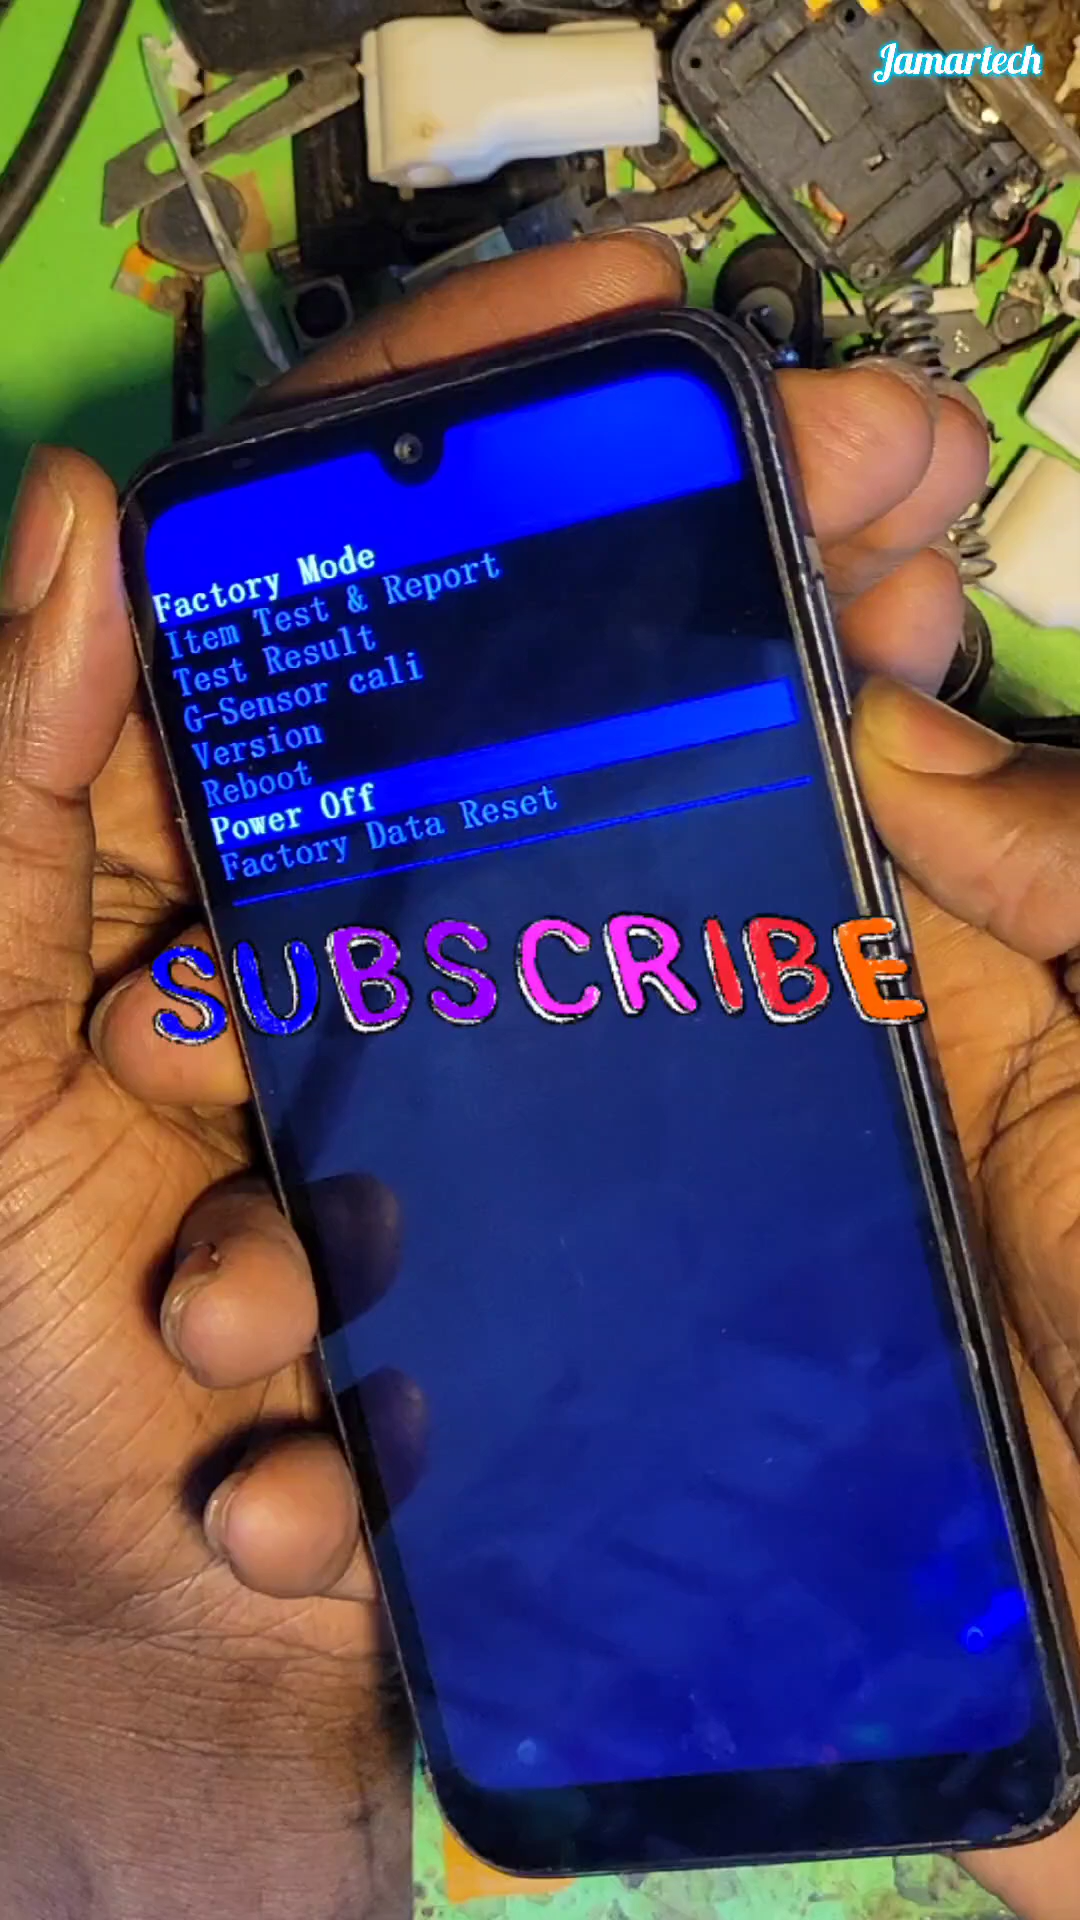 Jamartech
Factory Mode
Item Test & Report
Test Result
G-Sensor cali
Version
Reboot
Power Off
Factory Data Reset
SUBSCRIBE